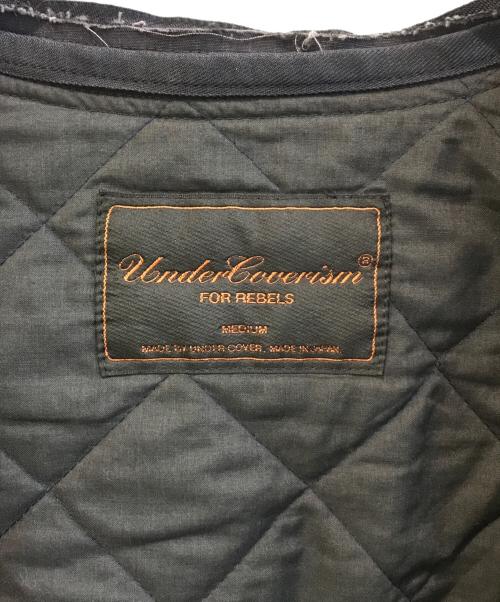 UnderCoverism®
FOR REBELS
MEDIUM
MADE BY UNDER COVER. MADE IN JAPAN.